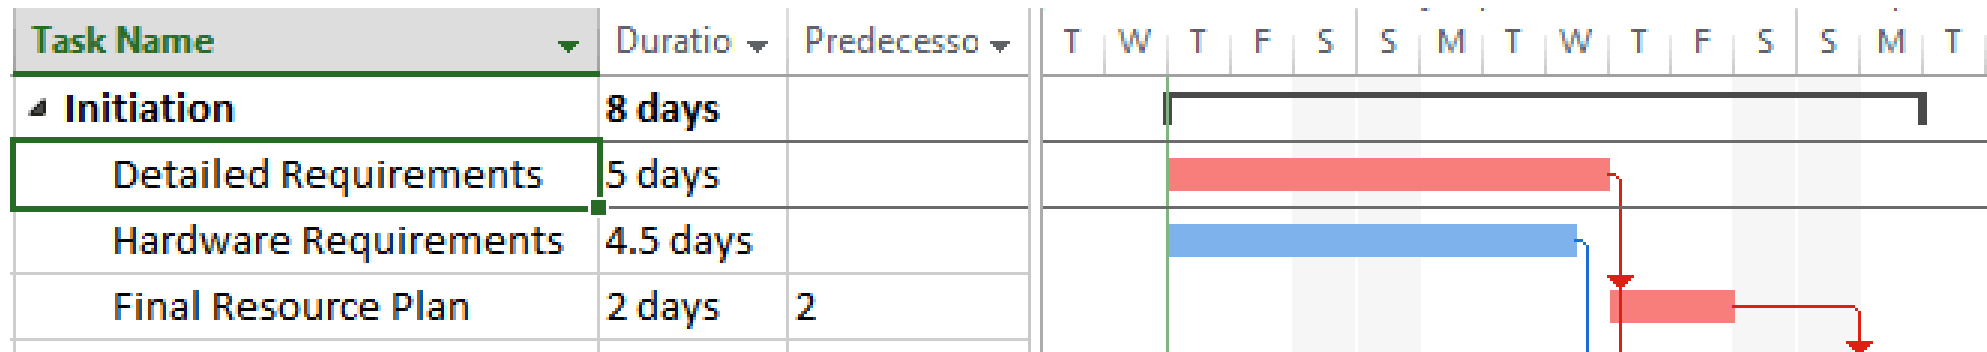 Task Name Duratio Predecesso T W T F S S M T W T F S S M T
Initiation 8 days
Detailed Requirements 5 days
Hardware Requirements 4.5 days
Final Resource Plan 2 days 2